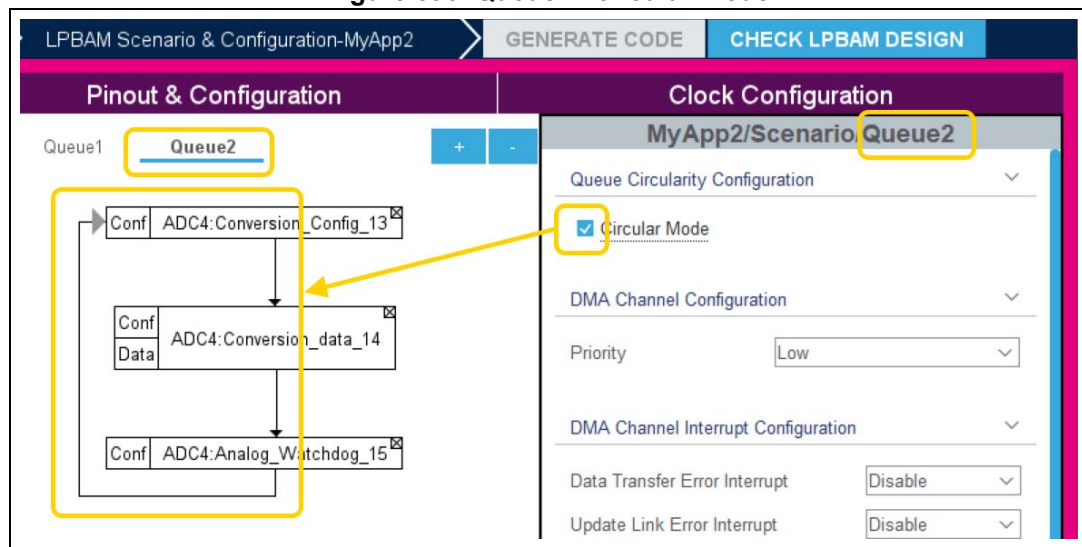 LPBAM Scenario & Configuration-MyApp2
GENERATE CODE
CHECK LPBAM DESIGN
Pinout & Configuration
Clock Configuration
Queue1
Queue2
+
-
MyApp2/Scenario/Queue2
Queue Circularity Configuration
Circular Mode
DMA Channel Configuration
Priority
Low
DMA Channel Interrupt Configuration
Data Transfer Error Interrupt
Disable
Update Link Error Interrupt
Disable
Conf
ADC4:Conversion_Config_13
Conf
Data
ADC4:Conversion_data_14
Conf
ADC4:Analog_Watchdog_15